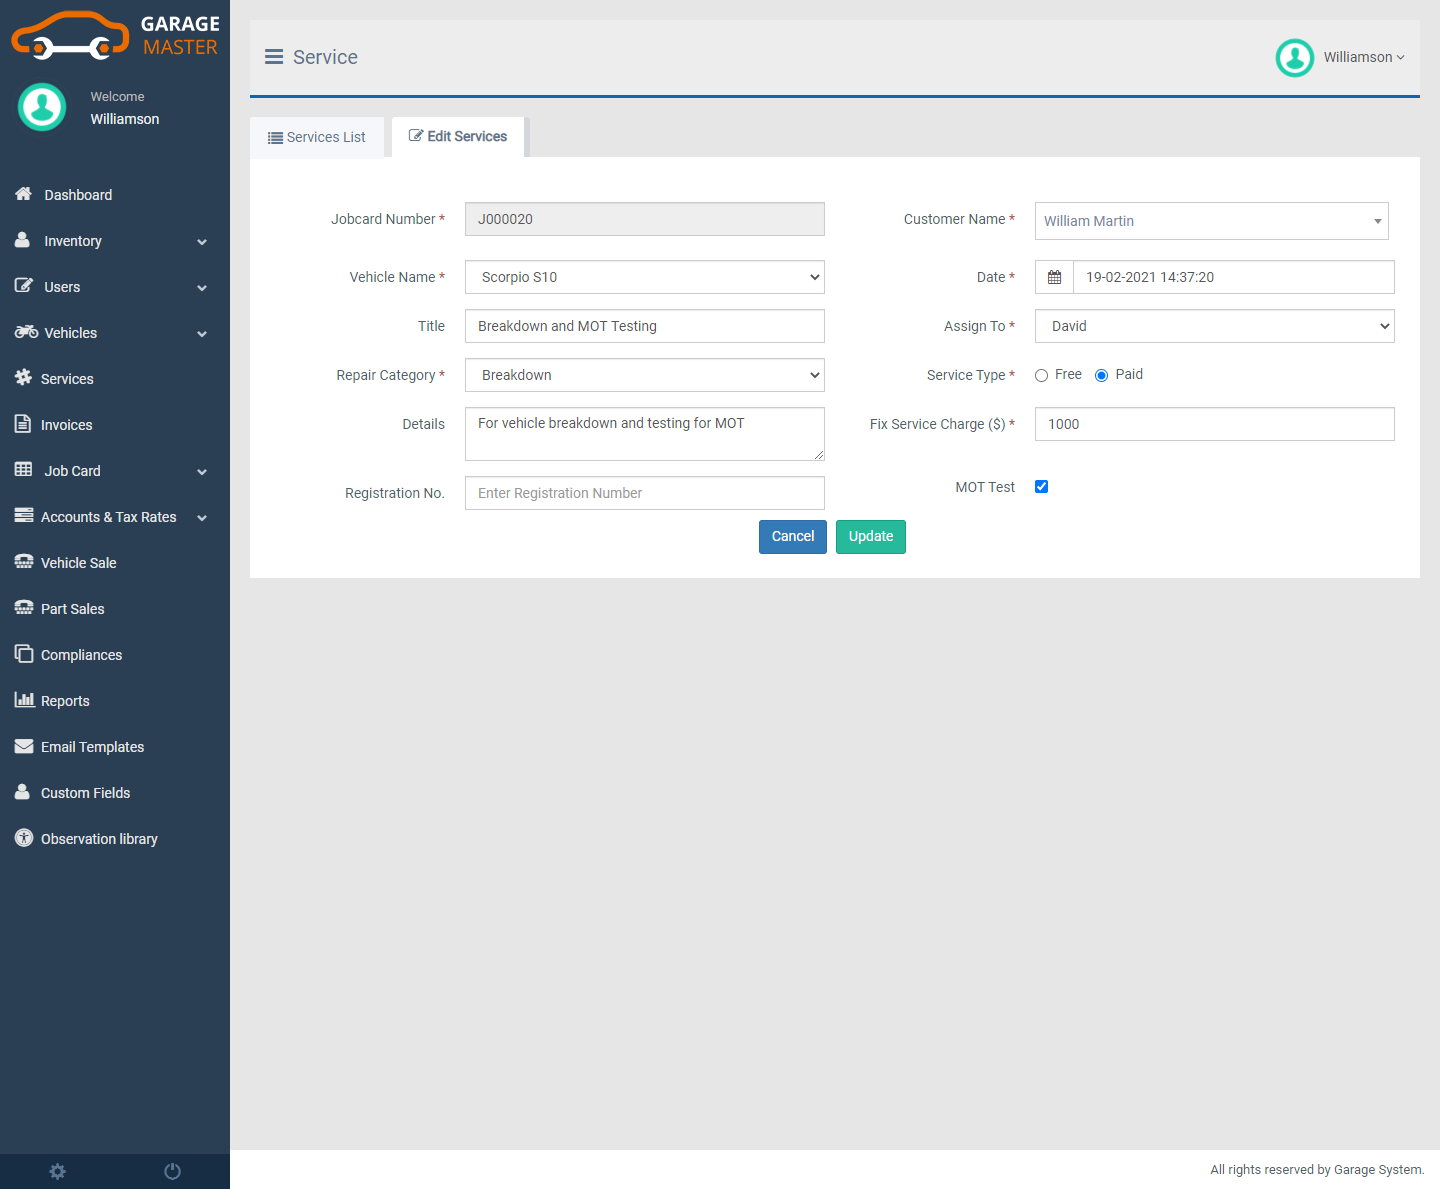 GARAGE
MASTER
Welcome
Williamson
Dashboard
Inventory
Users
Vehicles
Services
Invoices
Job Card
Accounts & Tax Rates
Vehicle Sale
Part Sales
Compliances
Reports
Email Templates
Custom Fields
Observation library
Service
Williamson
Services List
Edit Services
Jobcard Number * J000020
Customer Name * William Martin
Vehicle Name * Scorpio S10
Date * 19-02-2021 14:37:20
Title Breakdown and MOT Testing
Assign To * David
Repair Category * Breakdown
Service Type * Free Paid
Details For vehicle breakdown and testing for MOT
Fix Service Charge ($) * 1000
Registration No. Enter Registration Number
MOT Test
Cancel Update
All rights reserved by Garage System.